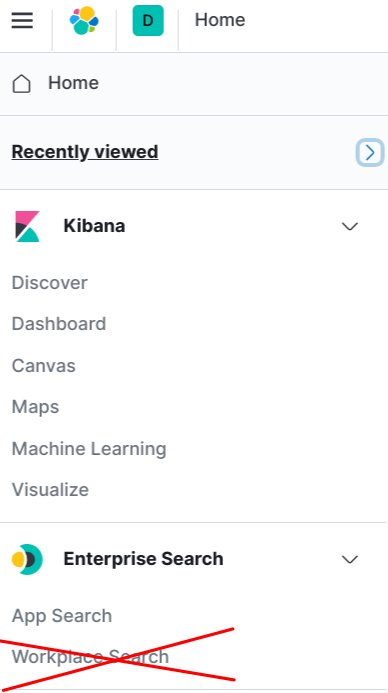 D Home
Home
Recently viewed
Kibana
Discover
Dashboard
Canvas
Maps
Machine Learning
Visualize
Enterprise Search
App Search
Workplace Search